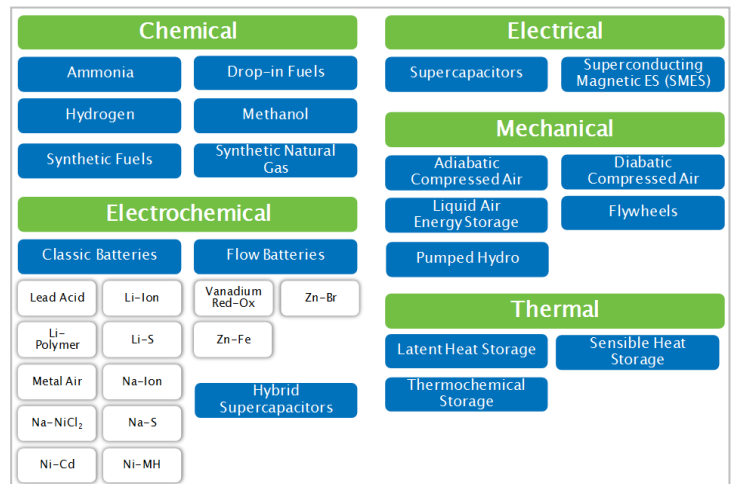 Chemical
Ammonia
Drop-in Fuels
Hydrogen
Methanol
Synthetic Fuels
Synthetic Natural
Gas
Electrochemical
Classic Batteries
Flow Batteries
Lead Acid
Li-Ion
Vanadium
Red-Ox
Zn-Br
Li-
Polymer
Li-S
Zn-Fe
Metal Air
Na-Ion
Hybrid
Supercapacitors
Na-NiCl₂
Na-S
Ni-Cd
Ni-MH
Electrical
Supercapacitors
Superconducting
Magnetic ES (SMES)
Mechanical
Adiabatic
Compressed Air
Diabatic
Compressed Air
Liquid Air
Energy Storage
Flywheels
Pumped Hydro
Thermal
Latent Heat Storage
Sensible Heat
Storage
Thermochemical
Storage